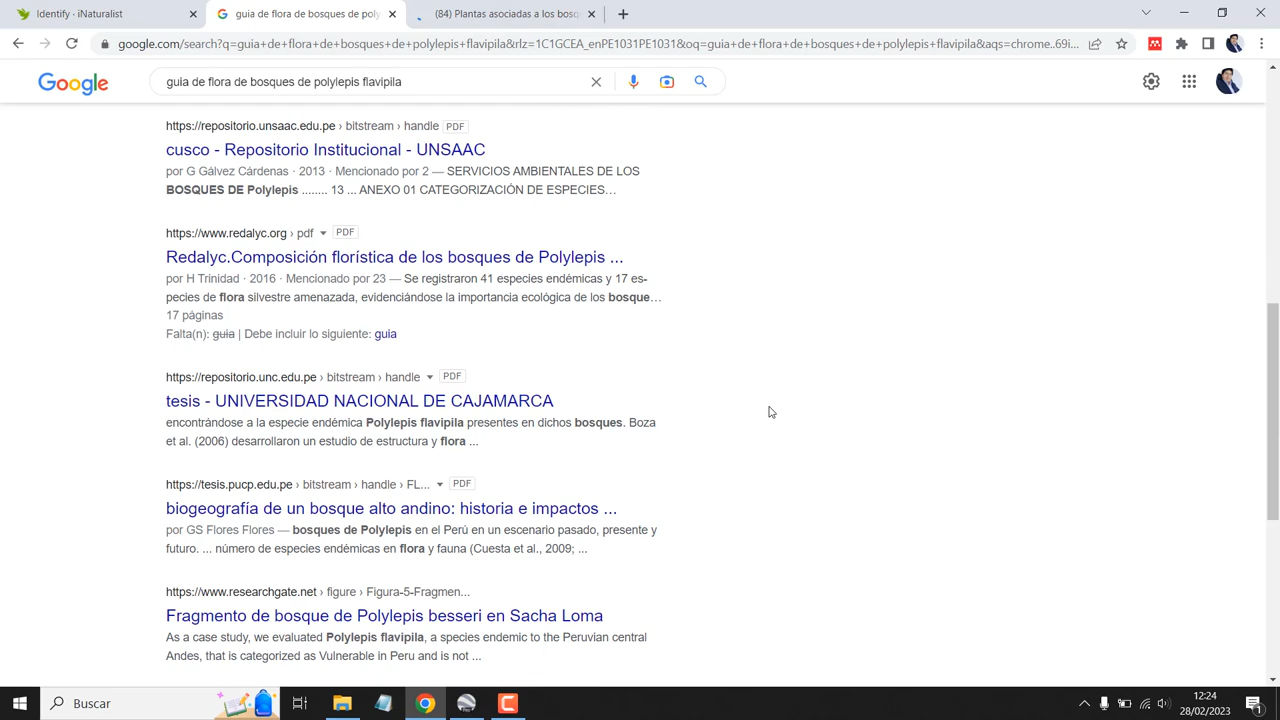 Identify · iNaturalist
guia de flora de bosques de poly
(84) Plantas asociadas a los bosq
google.com/search?q=guia+de+flora+de+bosques+de+polylepis+flavipila&rlz=1C1GCEA_enPE1031PE1031&oq=guia+de+flora+de+bosques+de+polylepis+flavipila&aqs=chrome..69i...
Google
guia de flora de bosques de polylepis flavipila
https://repositorio.unsaac.edu.pe › bitstream › handle PDF
cusco - Repositorio Institucional - UNSAAC
por G Gálvez Cárdenas · 2013 · Mencionado por 2 — SERVICIOS AMBIENTALES DE LOS
BOSQUES DE Polylepis ........ 13 ... ANEXO 01 CATEGORIZACIÓN DE ESPECIES…
https://www.redalyc.org › pdf PDF
Redalyc.Composición florística de los bosques de Polylepis ...
por H Trinidad · 2016 · Mencionado por 23 — Se registraron 41 especies endémicas y 17 es-
pecies de flora silvestre amenazada, evidenciándose la importancia ecológica de los bosque…
17 páginas
Falta(n): guia | Debe incluir lo siguiente: guia
https://repositorio.unc.edu.pe › bitstream › handle PDF
tesis - UNIVERSIDAD NACIONAL DE CAJAMARCA
encontrándose a la especie endémica Polylepis flavipila presentes en dichos bosques. Boza
et al. (2006) desarrollaron un estudio de estructura y flora ...
https://tesis.pucp.edu.pe › bitstream › handle › FL... PDF
biogeografía de un bosque alto andino: historia e impactos ...
por GS Flores Flores — bosques de Polylepis en el Perú en un escenario pasado, presente y
futuro. ... número de especies endémicas en flora y fauna (Cuesta et al., 2009; ...
https://www.researchgate.net › figure › Figura-5-Fragmen...
Fragmento de bosque de Polylepis besseri en Sacha Loma
As a case study, we evaluated Polylepis flavipila, a species endemic to the Peruvian central
Andes, that is categorized as Vulnerable in Peru and is not ...
Buscar
12:24
28/02/2023
1